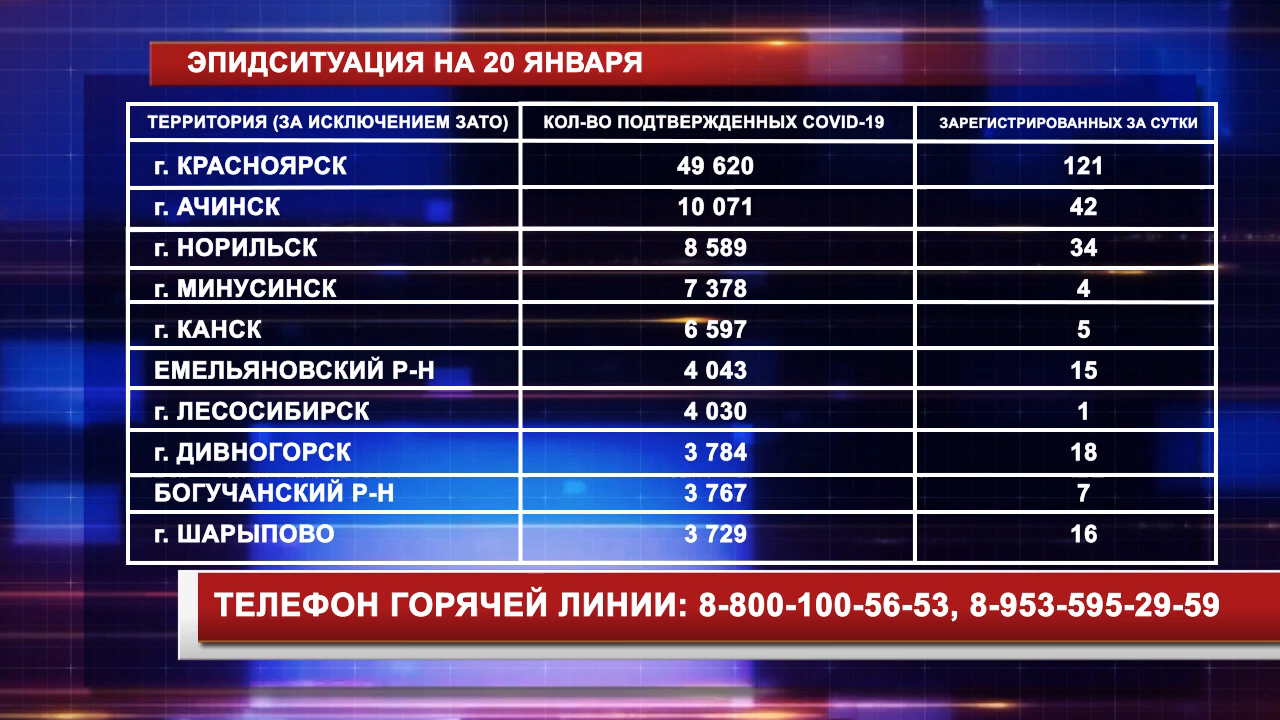 ЭПИДСИТУАЦИЯ НА 20 ЯНВАРЯ
ТЕРРИТОРИЯ (ЗА ИСКЛЮЧЕНИЕМ ЗАТО) КОЛ-ВО ПОДТВЕРЖДЕННЫХ COVID-19 ЗАРЕГИСТРИРОВАННЫХ ЗА СУТКИ
г. КРАСНОЯРСК 49 620 121
г. АЧИНСК 10 071 42
г. НОРИЛЬСК 8 589 34
г. МИНУСИНСК 7 378 4
г. КАНСК 6 597 5
ЕМЕЛЬЯНОВСКИЙ Р-Н 4 043 15
г. ЛЕСОСИБИРСК 4 030 1
г. ДИВНОГОРСК 3 784 18
БОГУЧАНСКИЙ Р-Н 3 767 7
г. ШАРЫПОВО 3 729 16
ТЕЛЕФОН ГОРЯЧЕЙ ЛИНИИ: 8-800-100-56-53, 8-953-595-29-59